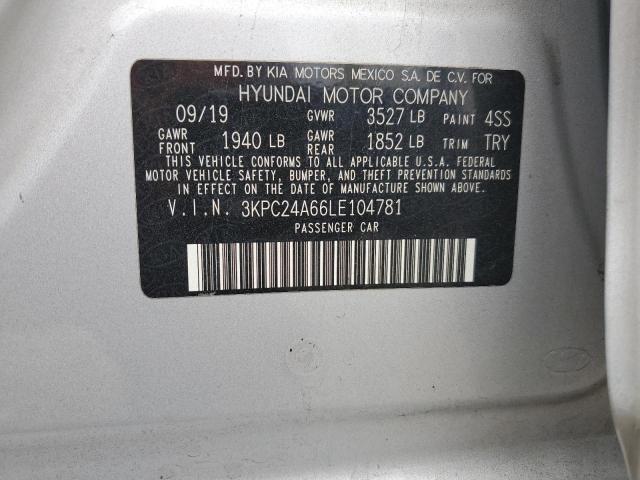 MFD. BY KIA MOTORS MEXICO S.A. DE C.V. FOR
HYUNDAI MOTOR COMPANY
09/19 GVWR 3527 LB PAINT 4SS
GAWR FRONT 1940 LB GAWR REAR 1852 LB TRIM TRY
THIS VEHICLE CONFORMS TO ALL APPLICABLE U.S.A. FEDERAL
MOTOR VEHICLE SAFETY, BUMPER, AND THEFT PREVENTION STANDARDS
IN EFFECT ON THE DATE OF MANUFACTURE SHOWN ABOVE.
V.I.N. 3KPC24A66LE104781
PASSENGER CAR